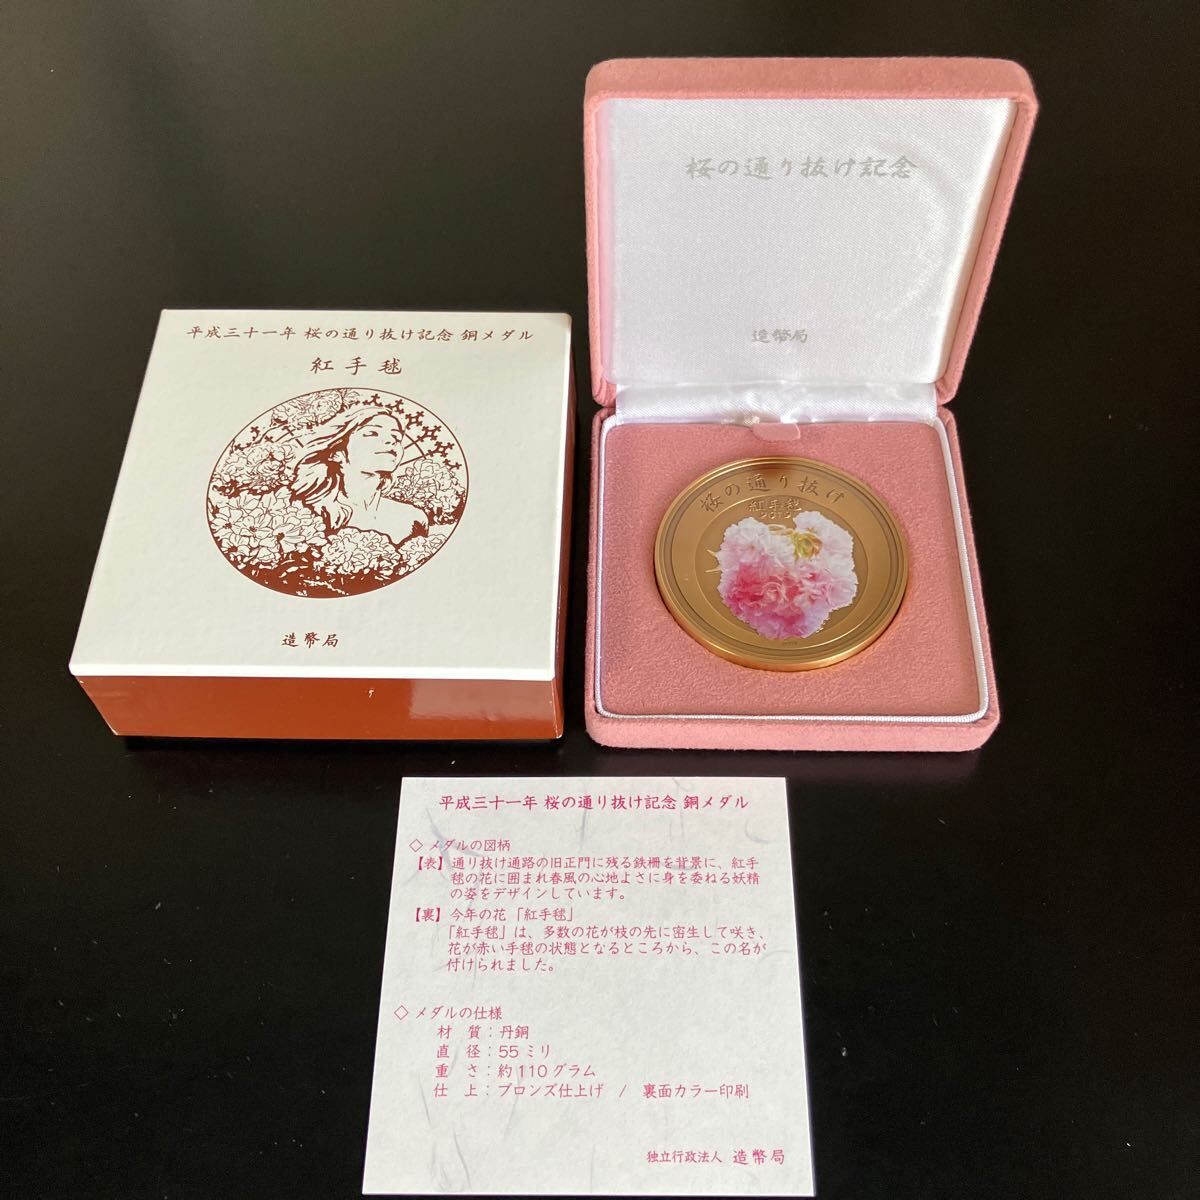 平成三十一年 桜の通り抜け記念 銅メダル
紅手毬
造幣局
桜の通り抜け記念
造幣局
桜の通り抜け
紅手毬
2019
平成三十一年 桜の通り抜け記念 銅メダル
◇ メダルの図柄
【表】通り抜け通路の旧正門に残る鉄柵を背景に、紅手
毬の花に囲まれ春風の心地よさに身を委ねる妖精
の姿をデザインしています。
【裏】今年の花「紅手毬」
「紅手毬」は、多数の花が枝の先に密生して咲き、
花が赤い手毬の状態となるところから、この名が
付けられました。
◇ メダルの仕様
材 質：丹銅
直 径：55ミリ
重 さ：約110グラム
仕 上：ブロンズ仕上げ / 裏面カラー印刷
独立行政法人 造幣局